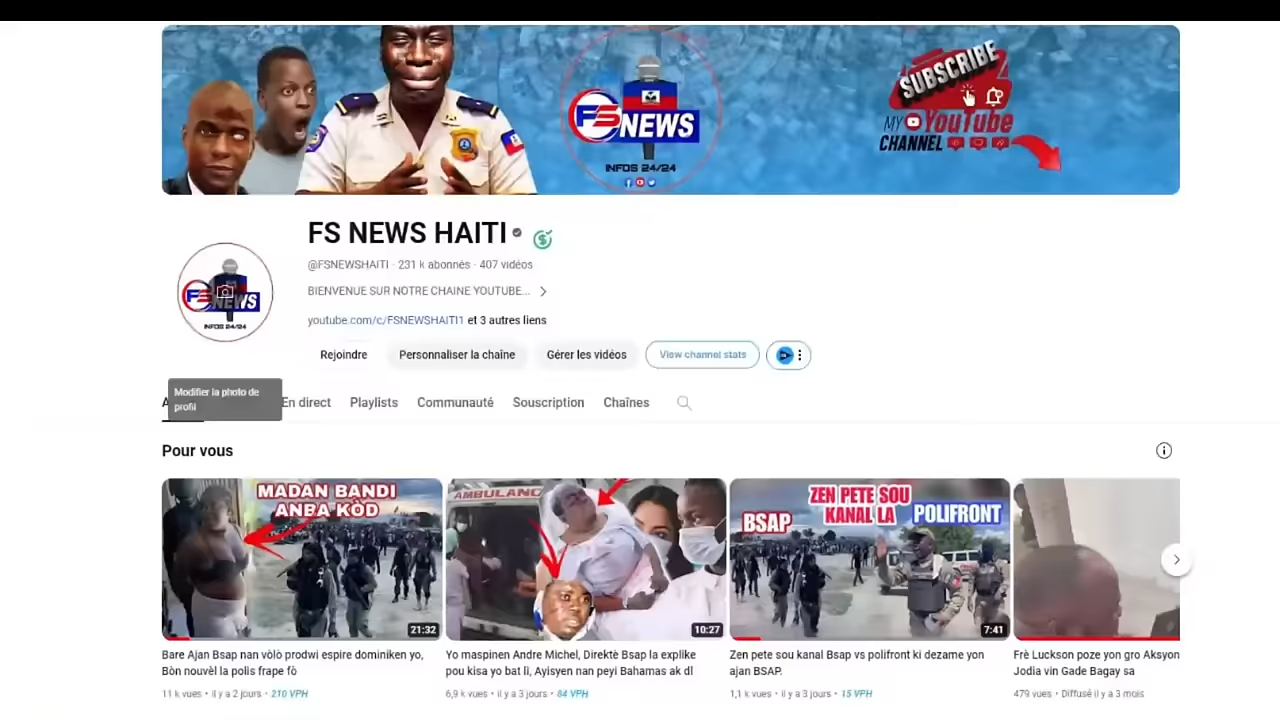 SUBSCRIBE
MY YouTube
CHANNEL
FS NEWS
INFOS 24/24
FS NEWS HAITI
@FSNEWSHAITI · 231 k abonnés · 407 vidéos
BIENVENUE SUR NOTRE CHAINE YOUTUBE...
youtube.com/c/FSNEWSHAITI1 et 3 autres liens
FS NEWS
INFOS 24/24
Rejoindre
Personnaliser la chaîne
Gérer les vidéos
View channel stats
Modifier la photo de
profil
En direct
Playlists
Communauté
Souscription
Chaînes
Pour vous
MADAN BANDI
ANBA KÒD
21:32
AMBULANC
10:27
ZEN PETE SOU
KANAL LA
BSAP
POLIFRONT
7:41
Bare Ajan Bsap nan vòlò prodwi espire dominiken yo,
Bòn nouvèl la polis frape fò
11 k vues • il y a 2 jours • 210 VPH
Yo maspinen Andre Michel, Direktè Bsap la explike
pou kisa yo bat li, Ayisyen nan peyi Bahamas ak dl
6,9 k vues • il y a 3 jours • 84 VPH
Zen pete sou kanal Bsap vs polifront ki dezame yon
ajan BSAP.
1,1 k vues • il y a 3 jours • 15 VPH
Frè Luckson poze yon gro Aksyon
Jodia vin Gade Bagay sa
479 vues • Diffusé il y a 3 mois